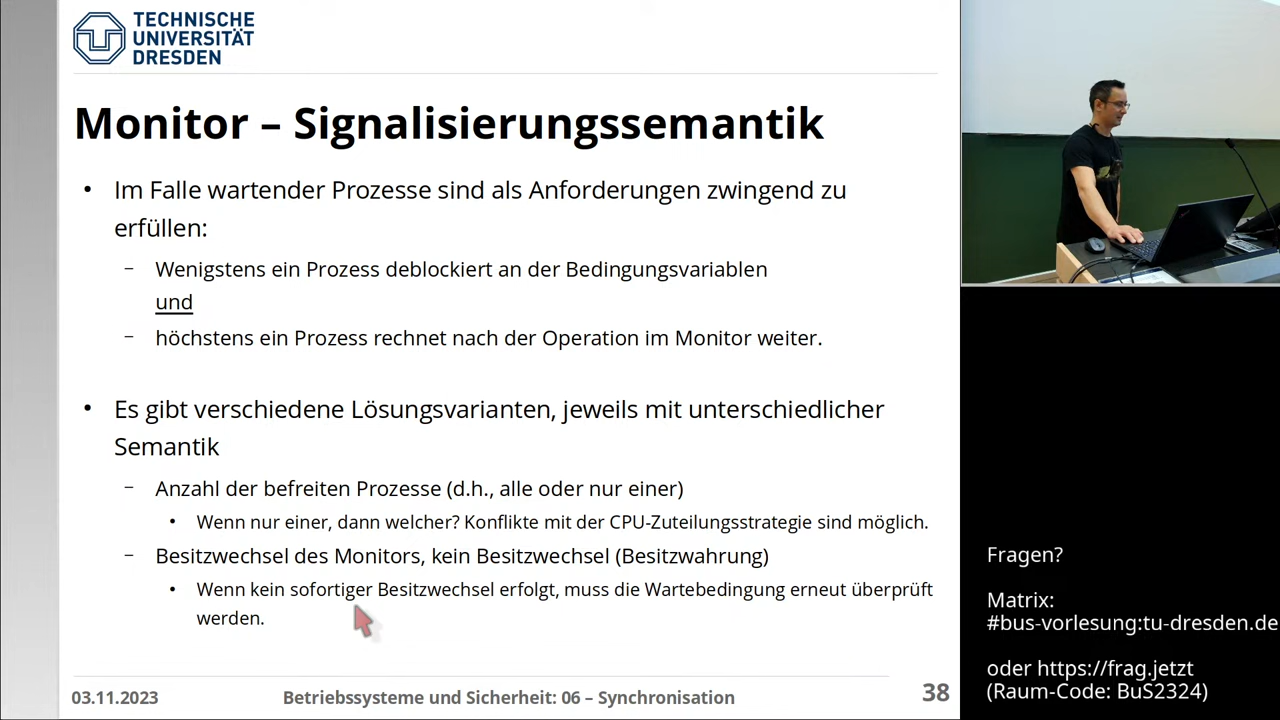 TECHNISCHE
UNIVERSITÄT
DRESDEN
Monitor – Signalisierungssemantik
• Im Falle wartender Prozesse sind als Anforderungen zwingend zu
erfüllen:
– Wenigstens ein Prozess deblockiert an der Bedingungsvariablen
und
– höchstens ein Prozess rechnet nach der Operation im Monitor weiter.
• Es gibt verschiedene Lösungsvarianten, jeweils mit unterschiedlicher
Semantik
– Anzahl der befreiten Prozesse (d.h., alle oder nur einer)
• Wenn nur einer, dann welcher? Konflikte mit der CPU-Zuteilungsstrategie sind möglich.
– Besitzwechsel des Monitors, kein Besitzwechsel (Besitzwahrung)
• Wenn kein sofortiger Besitzwechsel erfolgt, muss die Wartebedingung erneut überprüft
werden.
03.11.2023
Betriebssysteme und Sicherheit: 06 – Synchronisation
38
Fragen?
Matrix:
#bus-vorlesung:tu-dresden.de
oder https://frag.jetzt
(Raum-Code: BuS2324)